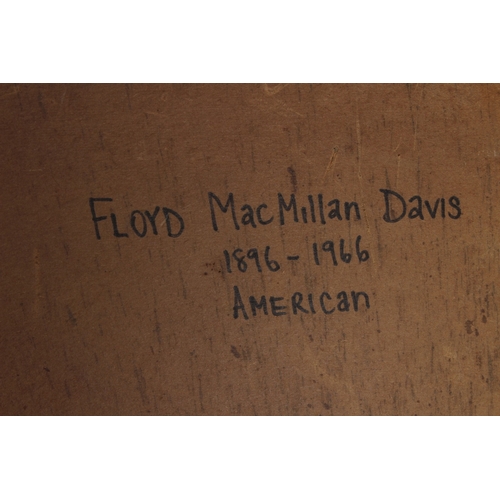 FLOYD MacMillan Davis
1896 - 1966
AMERICan